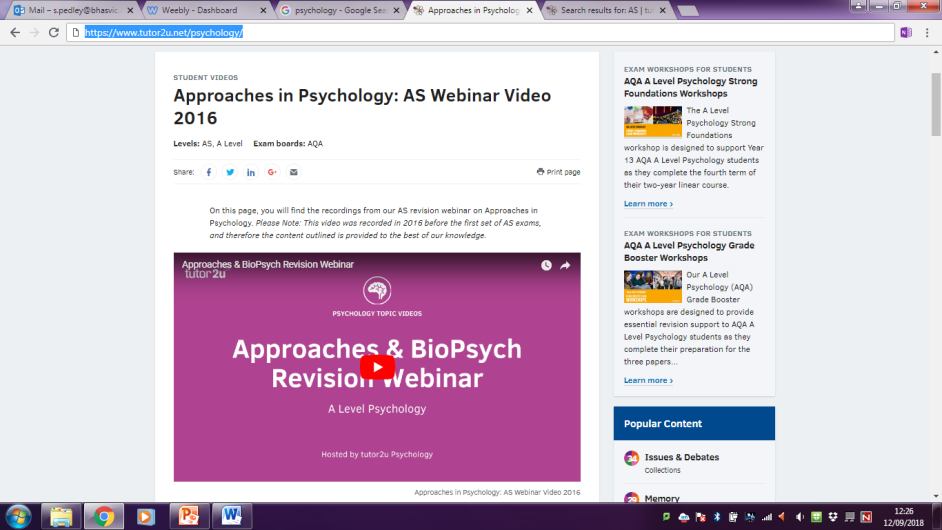 Mail – s.pedley@bhasvic.a
Weebly - Dashboard
psychology - Google Sea
Approaches in Psycholog
Search results for: AS | tu
https://www.tutor2u.net/psychology/
STUDENT VIDEOS
Approaches in Psychology: AS Webinar Video
2016
Levels: AS, A Level Exam boards: AQA
Share:
Print page
On this page, you will find the recordings from our AS revision webinar on Approaches in
Psychology. Please Note: This video was recorded in 2016 before the first set of AS exams,
and therefore the content outlined is provided to the best of our knowledge.
Approaches & BioPsych Revision Webinar
tutor2u
PSYCHOLOGY TOPIC VIDEOS
Approaches & BioPsych
Revision Webinar
A Level Psychology
Hosted by tutor2u Psychology
Approaches in Psychology: AS Webinar Video 2016
EXAM WORKSHOPS FOR STUDENTS
AQA A Level Psychology Strong
Foundations Workshops
The A Level
Psychology Strong
Foundations
workshop is designed to support Year
13 AQA A Level Psychology students
as they complete the fourth term of
their two-year linear course.
Learn more ›
EXAM WORKSHOPS FOR STUDENTS
AQA A Level Psychology Grade
Booster Workshops
Our A Level
Psychology (AQA)
Grade Booster
workshops are designed to provide
essential revision support to AQA A
Level Psychology students as they
complete their preparation for the
three papers...
Learn more ›
Popular Content
34
Issues & Debates
Collections
29
Memory
12:26
12/09/2018